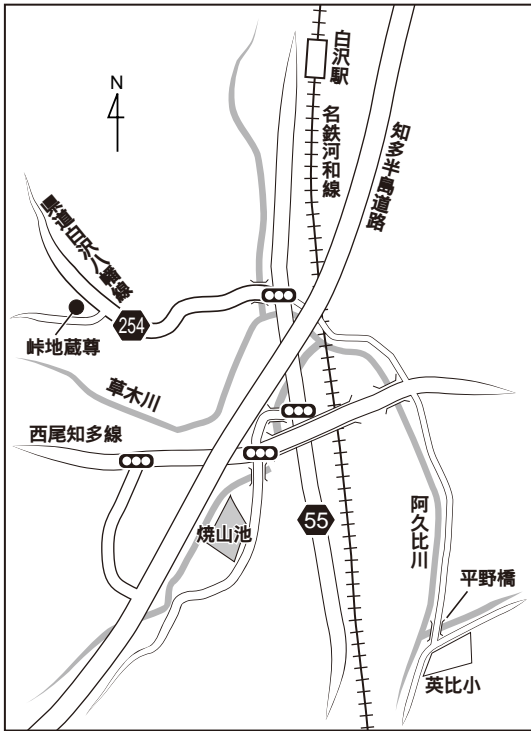 N
白沢駅
名鉄河和線
知多半島道路
県道白沢八幡線
254
峠地蔵尊
草木川
西尾知多線
焼山池
55
阿久比川
平野橋
英比小